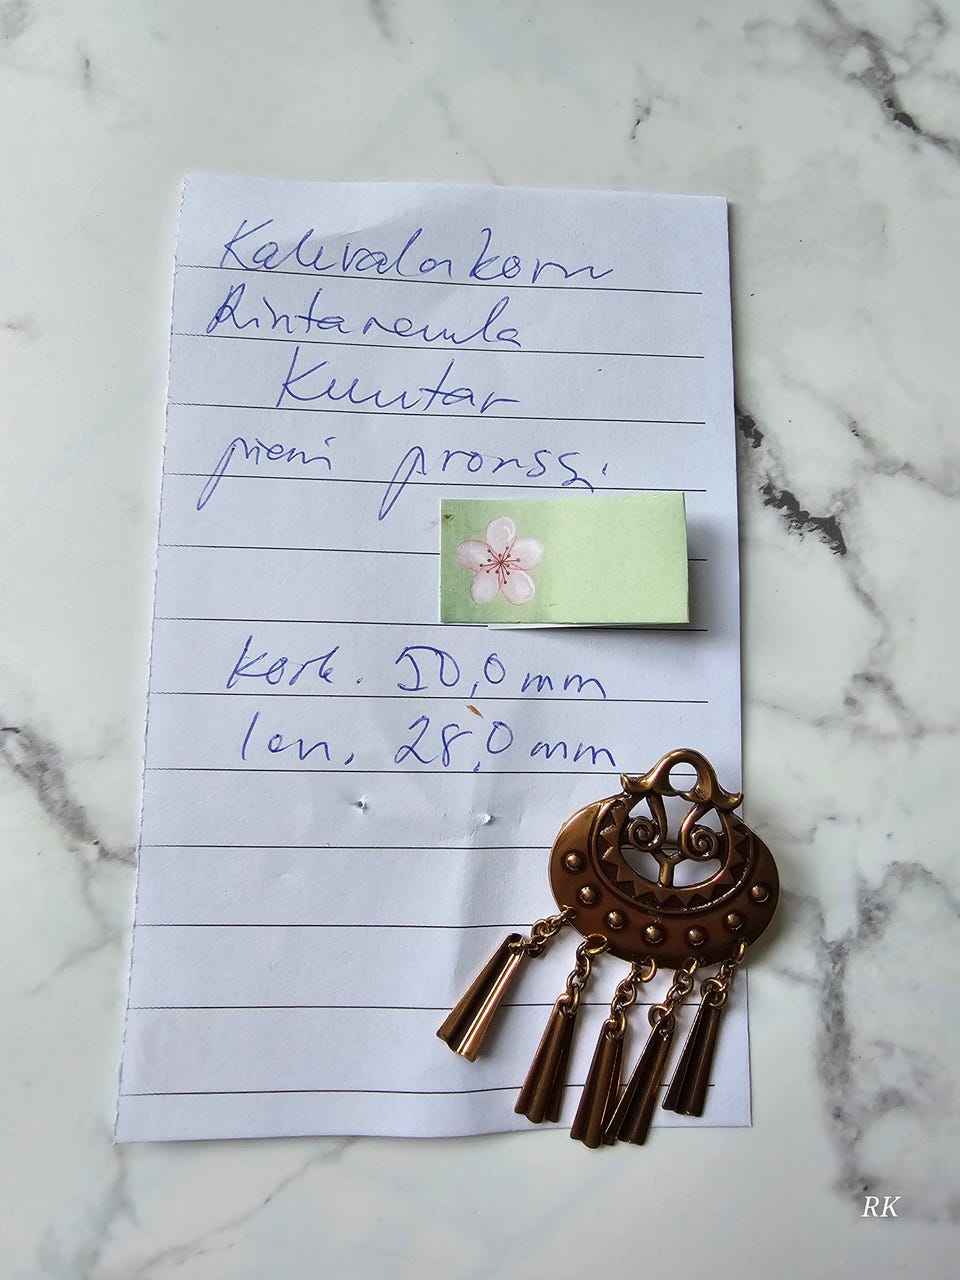 Kalevalakoru
Rintaneula
Kuutar
pieni pronssi
kork. 50,0 mm
lev. 28,0 mm
RK